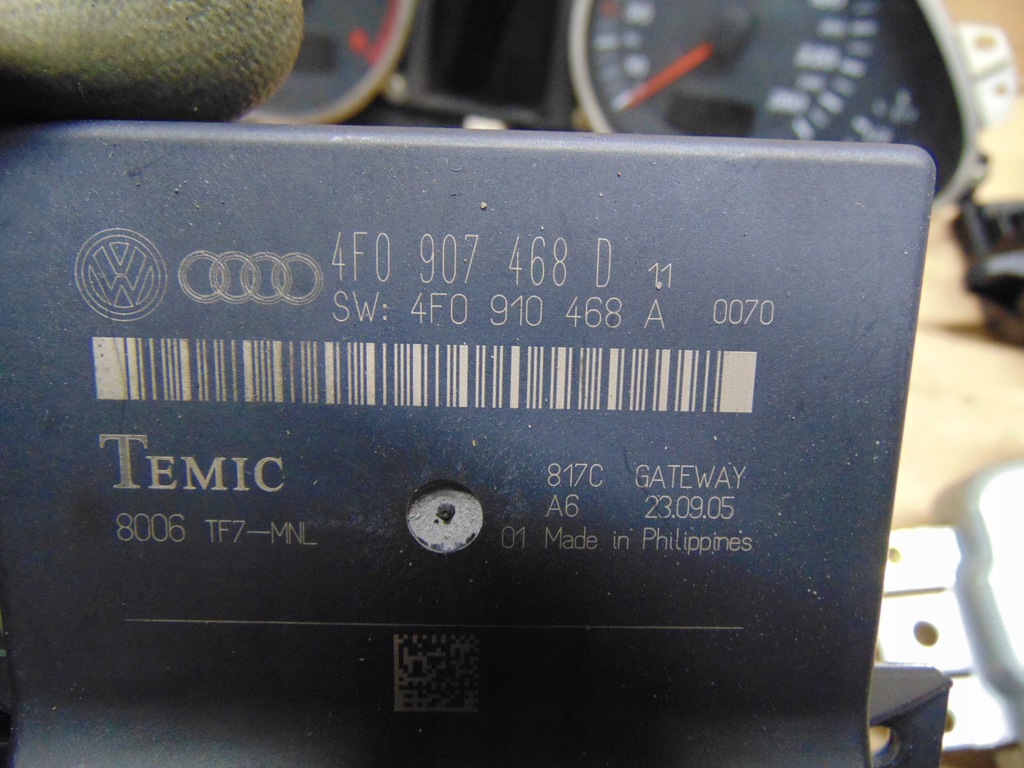 4F0 907 468 D 11
SW: 4F0 910 468 A 0070
TEMIC
8006 TF7-MNL
817C GATEWAY
A6 23.09.05
01 Made in Philippines